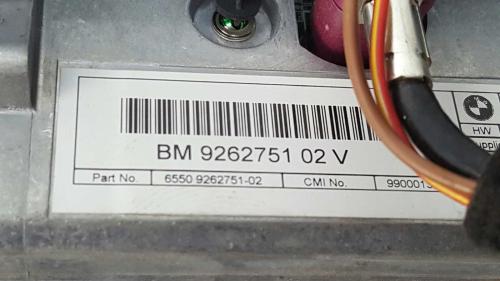 BM 9262751 02 V
HW
Part No. 6550 9262751-02 CMI No.